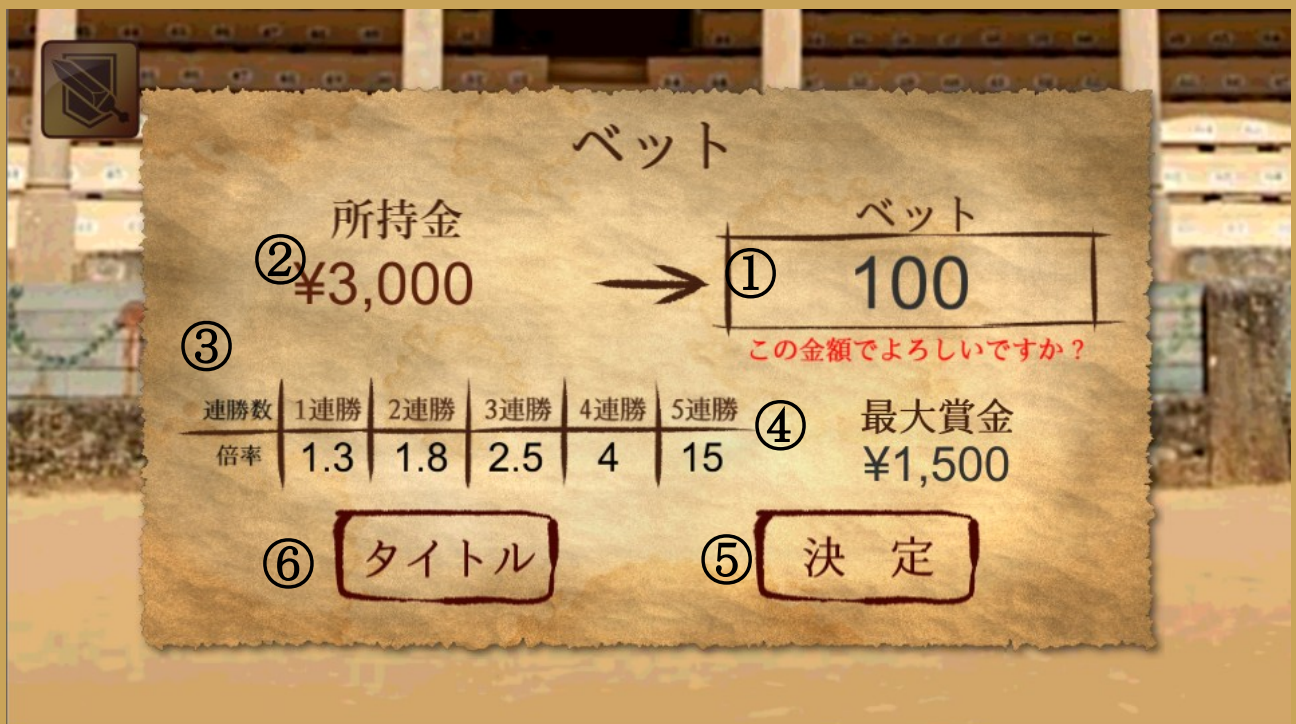 ベット
所持金
ベット
②
¥3,000
①
100
③
この金額でよろしいですか？
連勝数 1連勝 2連勝 3連勝 4連勝 5連勝
倍率 1.3 1.8 2.5 4 15
④
最大賞金
¥1,500
⑥
タイトル
⑤
決 定